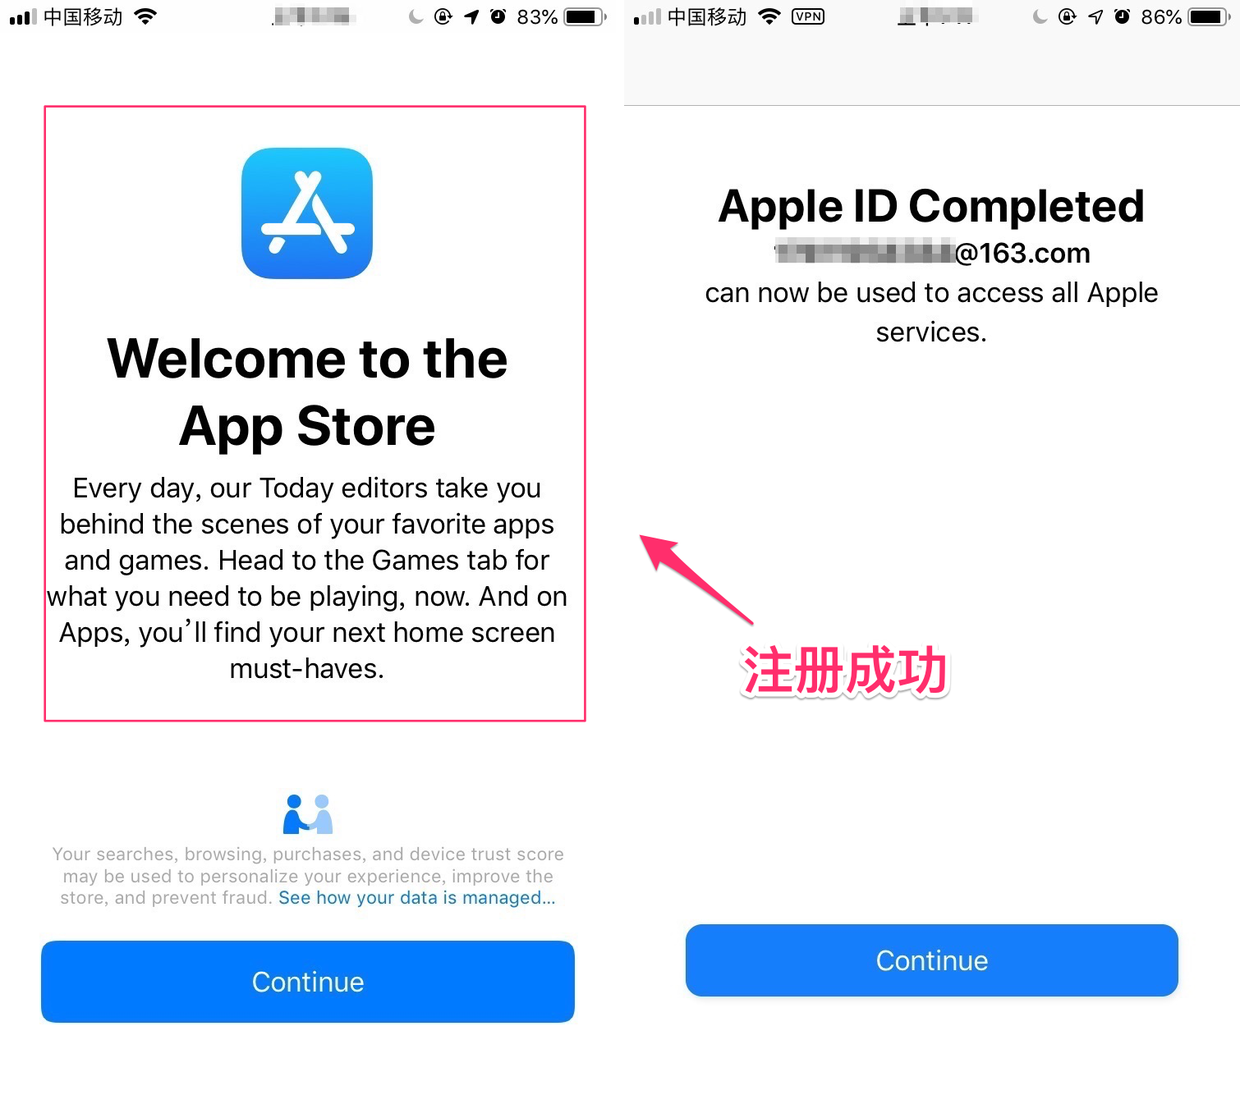 中国移动 83%
Welcome to the
App Store
Every day, our Today editors take you
behind the scenes of your favorite apps
and games. Head to the Games tab for
what you need to be playing, now. And on
Apps, you’ll find your next home screen
must-haves.
Your searches, browsing, purchases, and device trust score
may be used to personalize your experience, improve the
store, and prevent fraud. See how your data is managed...
Continue
中国移动 VPN 86%
Apple ID Completed
@163.com
can now be used to access all Apple
services.
注册成功
Continue